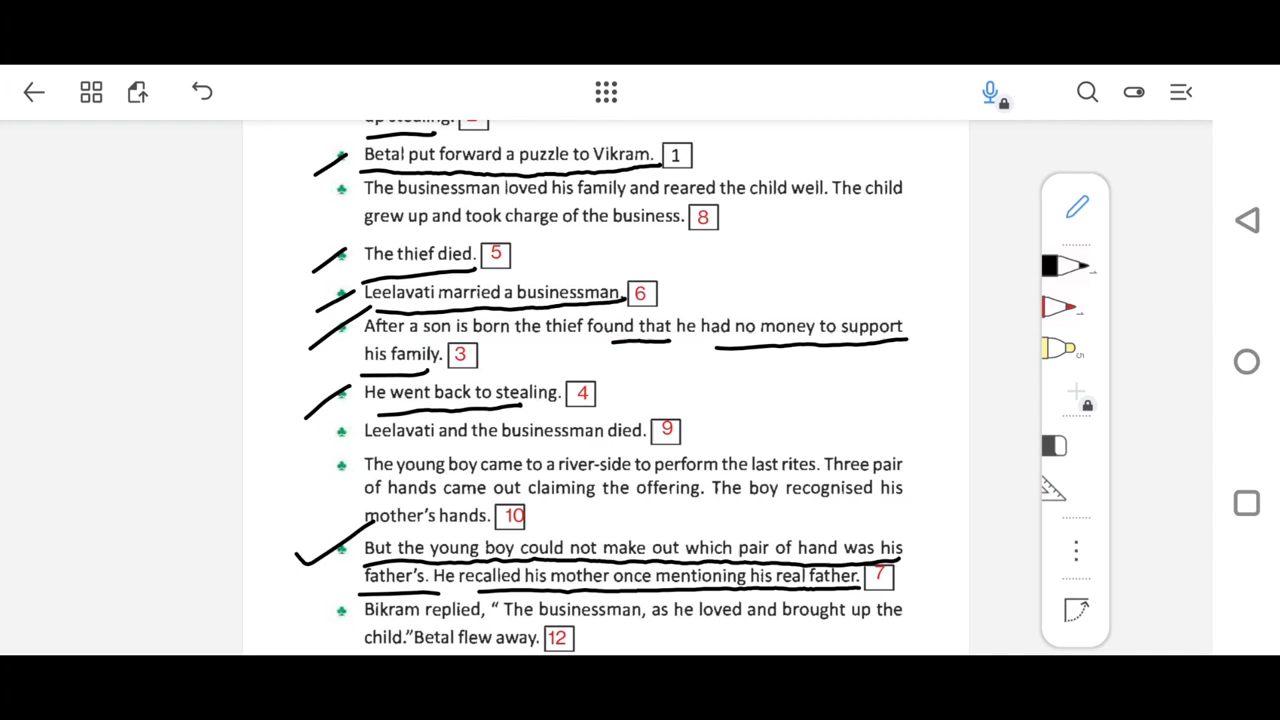 up stealing. 2
Betal put forward a puzzle to Vikram. 1
The businessman loved his family and reared the child well. The child
grew up and took charge of the business. 8
The thief died. 5
Leelavati married a businessman. 6
After a son is born the thief found that he had no money to support
his family. 3
He went back to stealing. 4
Leelavati and the businessman died. 9
The young boy came to a river-side to perform the last rites. Three pair
of hands came out claiming the offering. The boy recognised his
mother's hands. 10
But the young boy could not make out which pair of hand was his
father's. He recalled his mother once mentioning his real father. 7
Bikram replied, “ The businessman, as he loved and brought up the
child.”Betal flew away. 12